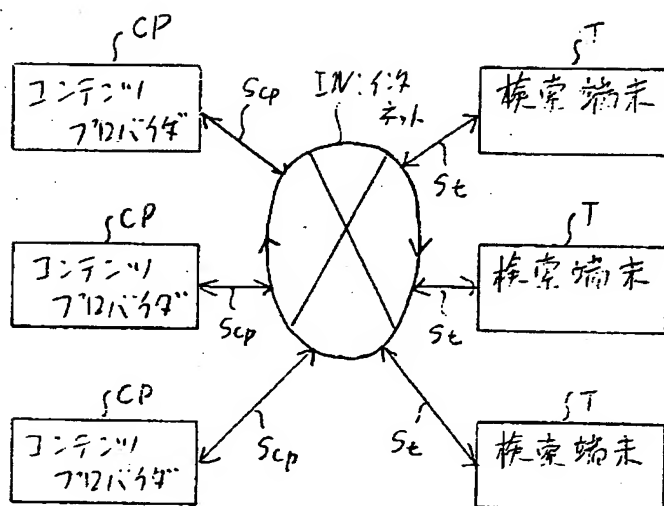 CP
コンテンツ
プロバイダ
Scp
IN:インタ
ネット
T
検索端末
St
CP
コンテンツ
プロバイダ
Scp
T
検索端末
St
CP
コンテンツ
プロバイダ
Scp
T
検索端末
St